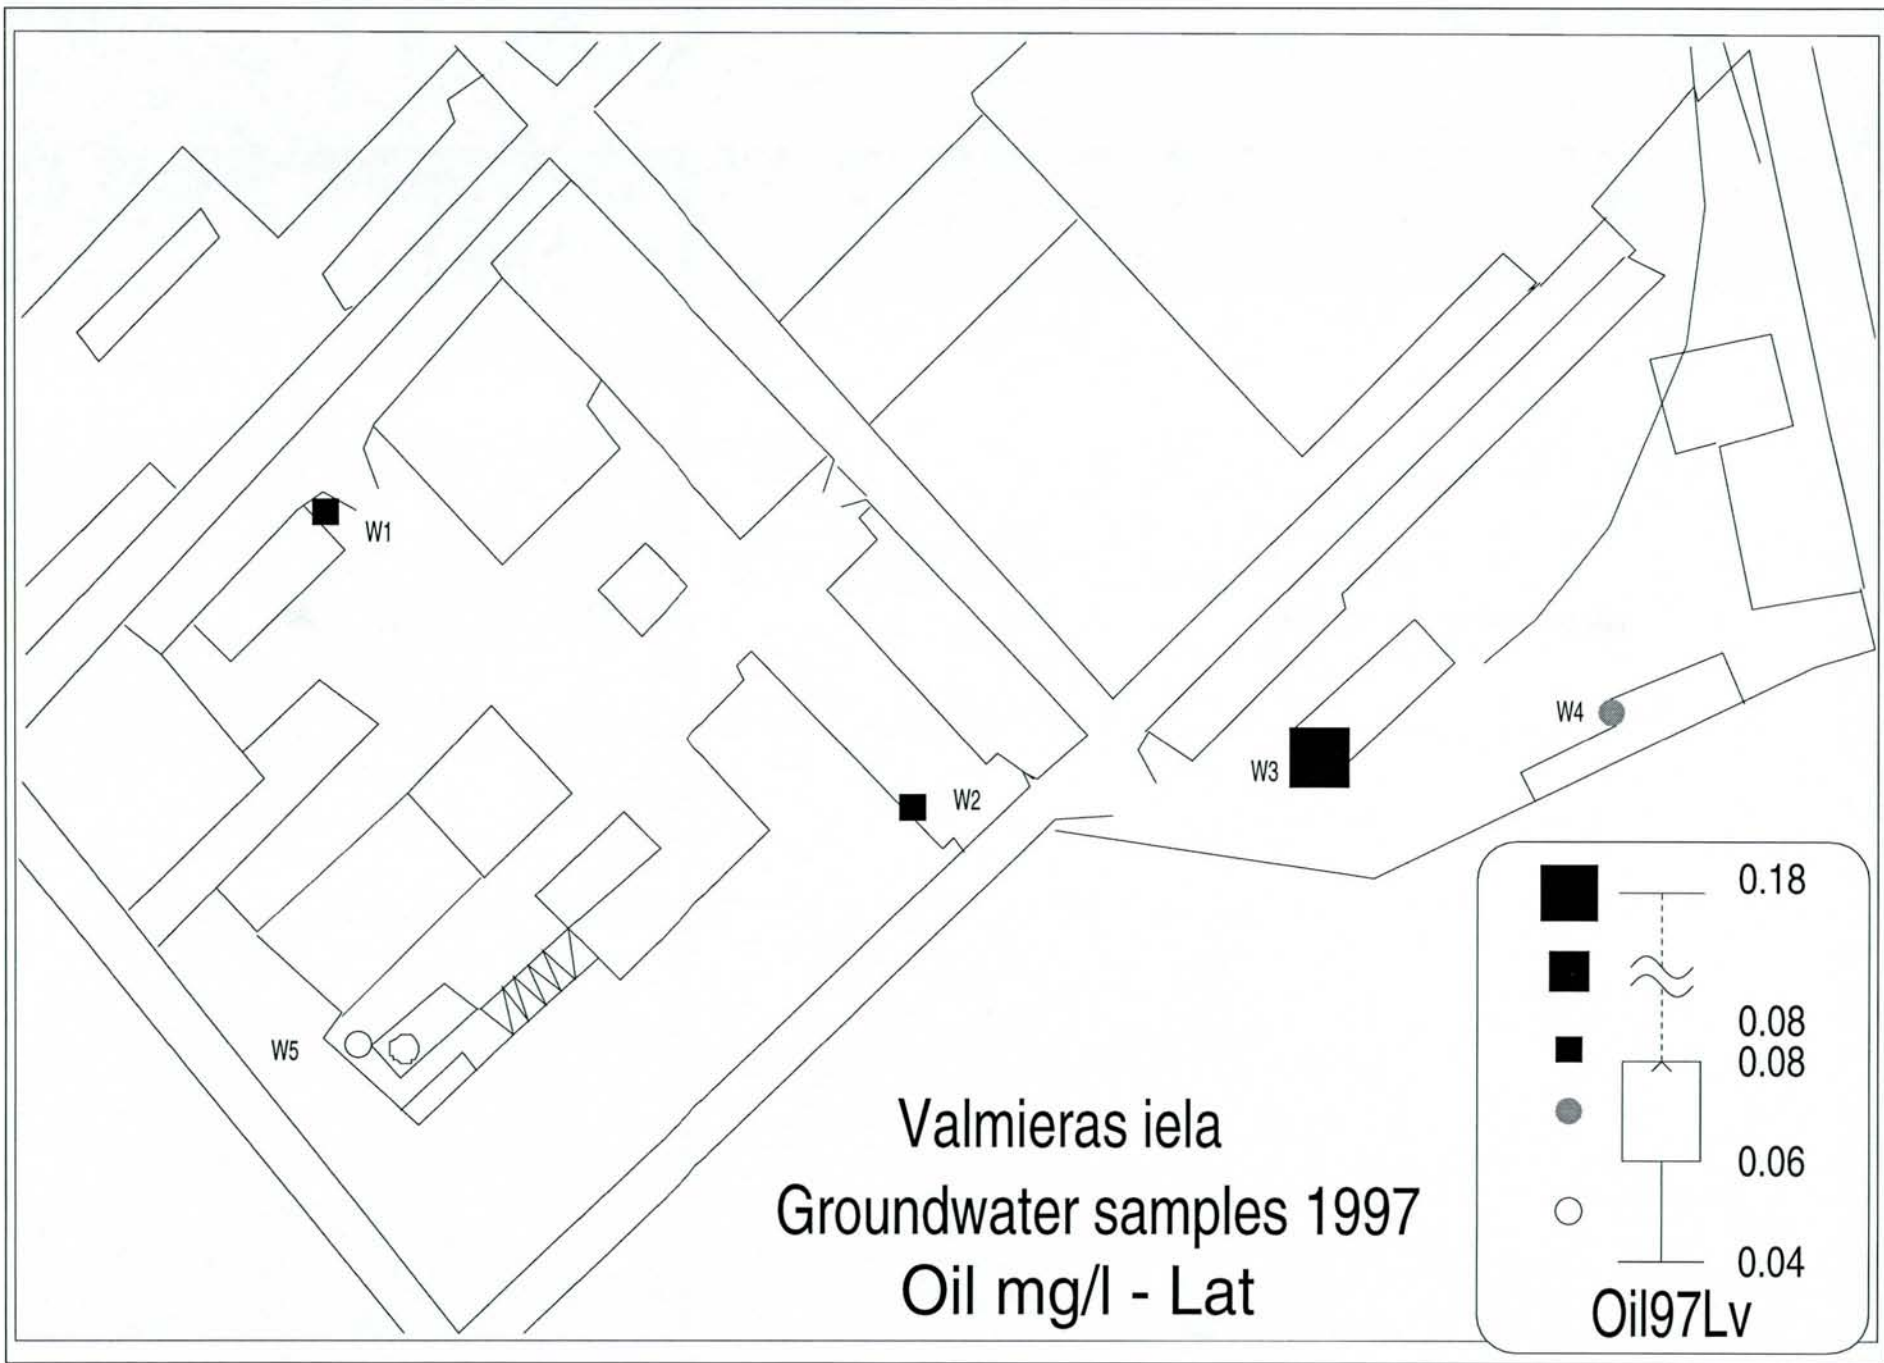 W1
W2
W3
W4
W5
Valmieras iela
Groundwater samples 1997
Oil mg/l - Lat
0.18
0.08
0.08
0.06
0.04
Oil97Lv